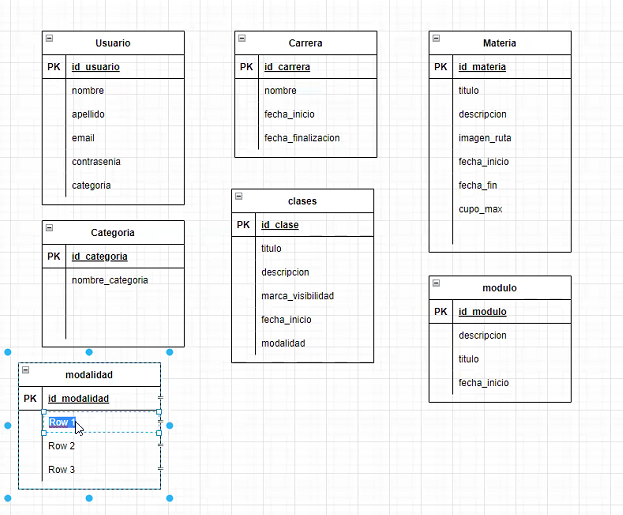 Usuario
PK id_usuario
nombre
apellido
email
contrasenia
categoria
Carrera
PK id_carrera
nombre
fecha_inicio
fecha_finalizacion
Materia
PK id_materia
titulo
descripcion
imagen_ruta
fecha_inicio
fecha_fin
cupo_max
Categoria
PK id_categoria
nombre_categoria
clases
PK id_clase
titulo
descripcion
marca_visibilidad
fecha_inicio
modalidad
modulo
PK id_modulo
descripcion
titulo
fecha_inicio
modalidad
PK id_modalidad
Row 1
Row 2
Row 3